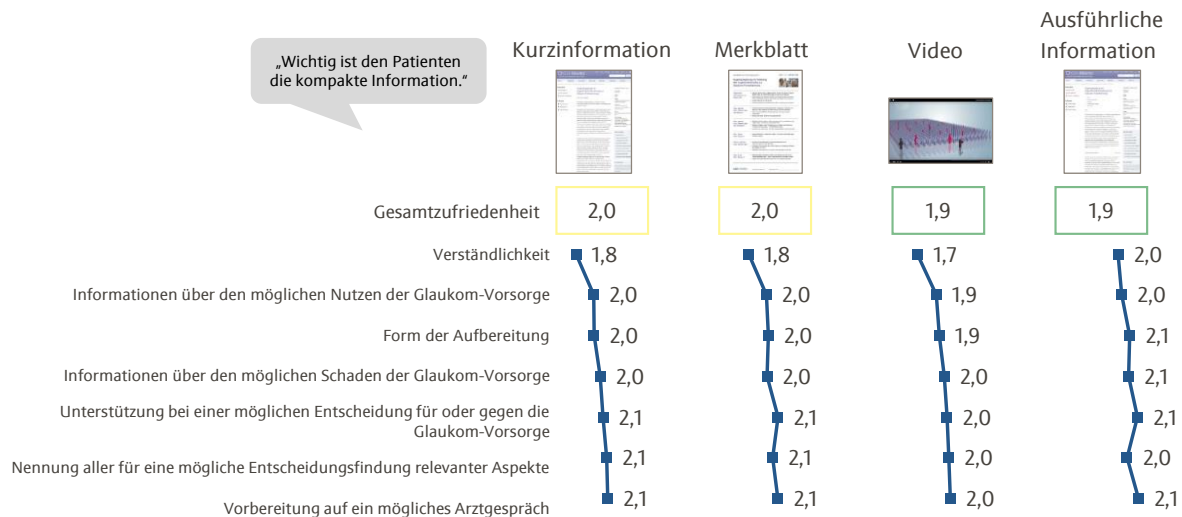 Ausführliche
Kurzinformation Merkblatt Video Information
„Wichtig ist den Patienten
die kompakte Information.“
Gesamtzufriedenheit 2,0 2,0 1,9 1,9
Verständlichkeit 1,8 1,8 1,7 2,0
Informationen über den möglichen Nutzen der Glaukom-Vorsorge 2,0 2,0 1,9 2,0
Form der Aufbereitung 2,0 2,0 1,9 2,1
Informationen über den möglichen Schaden der Glaukom-Vorsorge 2,0 2,0 2,0 2,1
Unterstützung bei einer möglichen Entscheidung für oder gegen die
Glaukom-Vorsorge 2,1 2,1 2,0 2,1
Nennung aller für eine mögliche Entscheidungsfindung relevanter Aspekte 2,1 2,1 2,0 2,0
Vorbereitung auf ein mögliches Arztgespräch 2,1 2,1 2,0 2,1